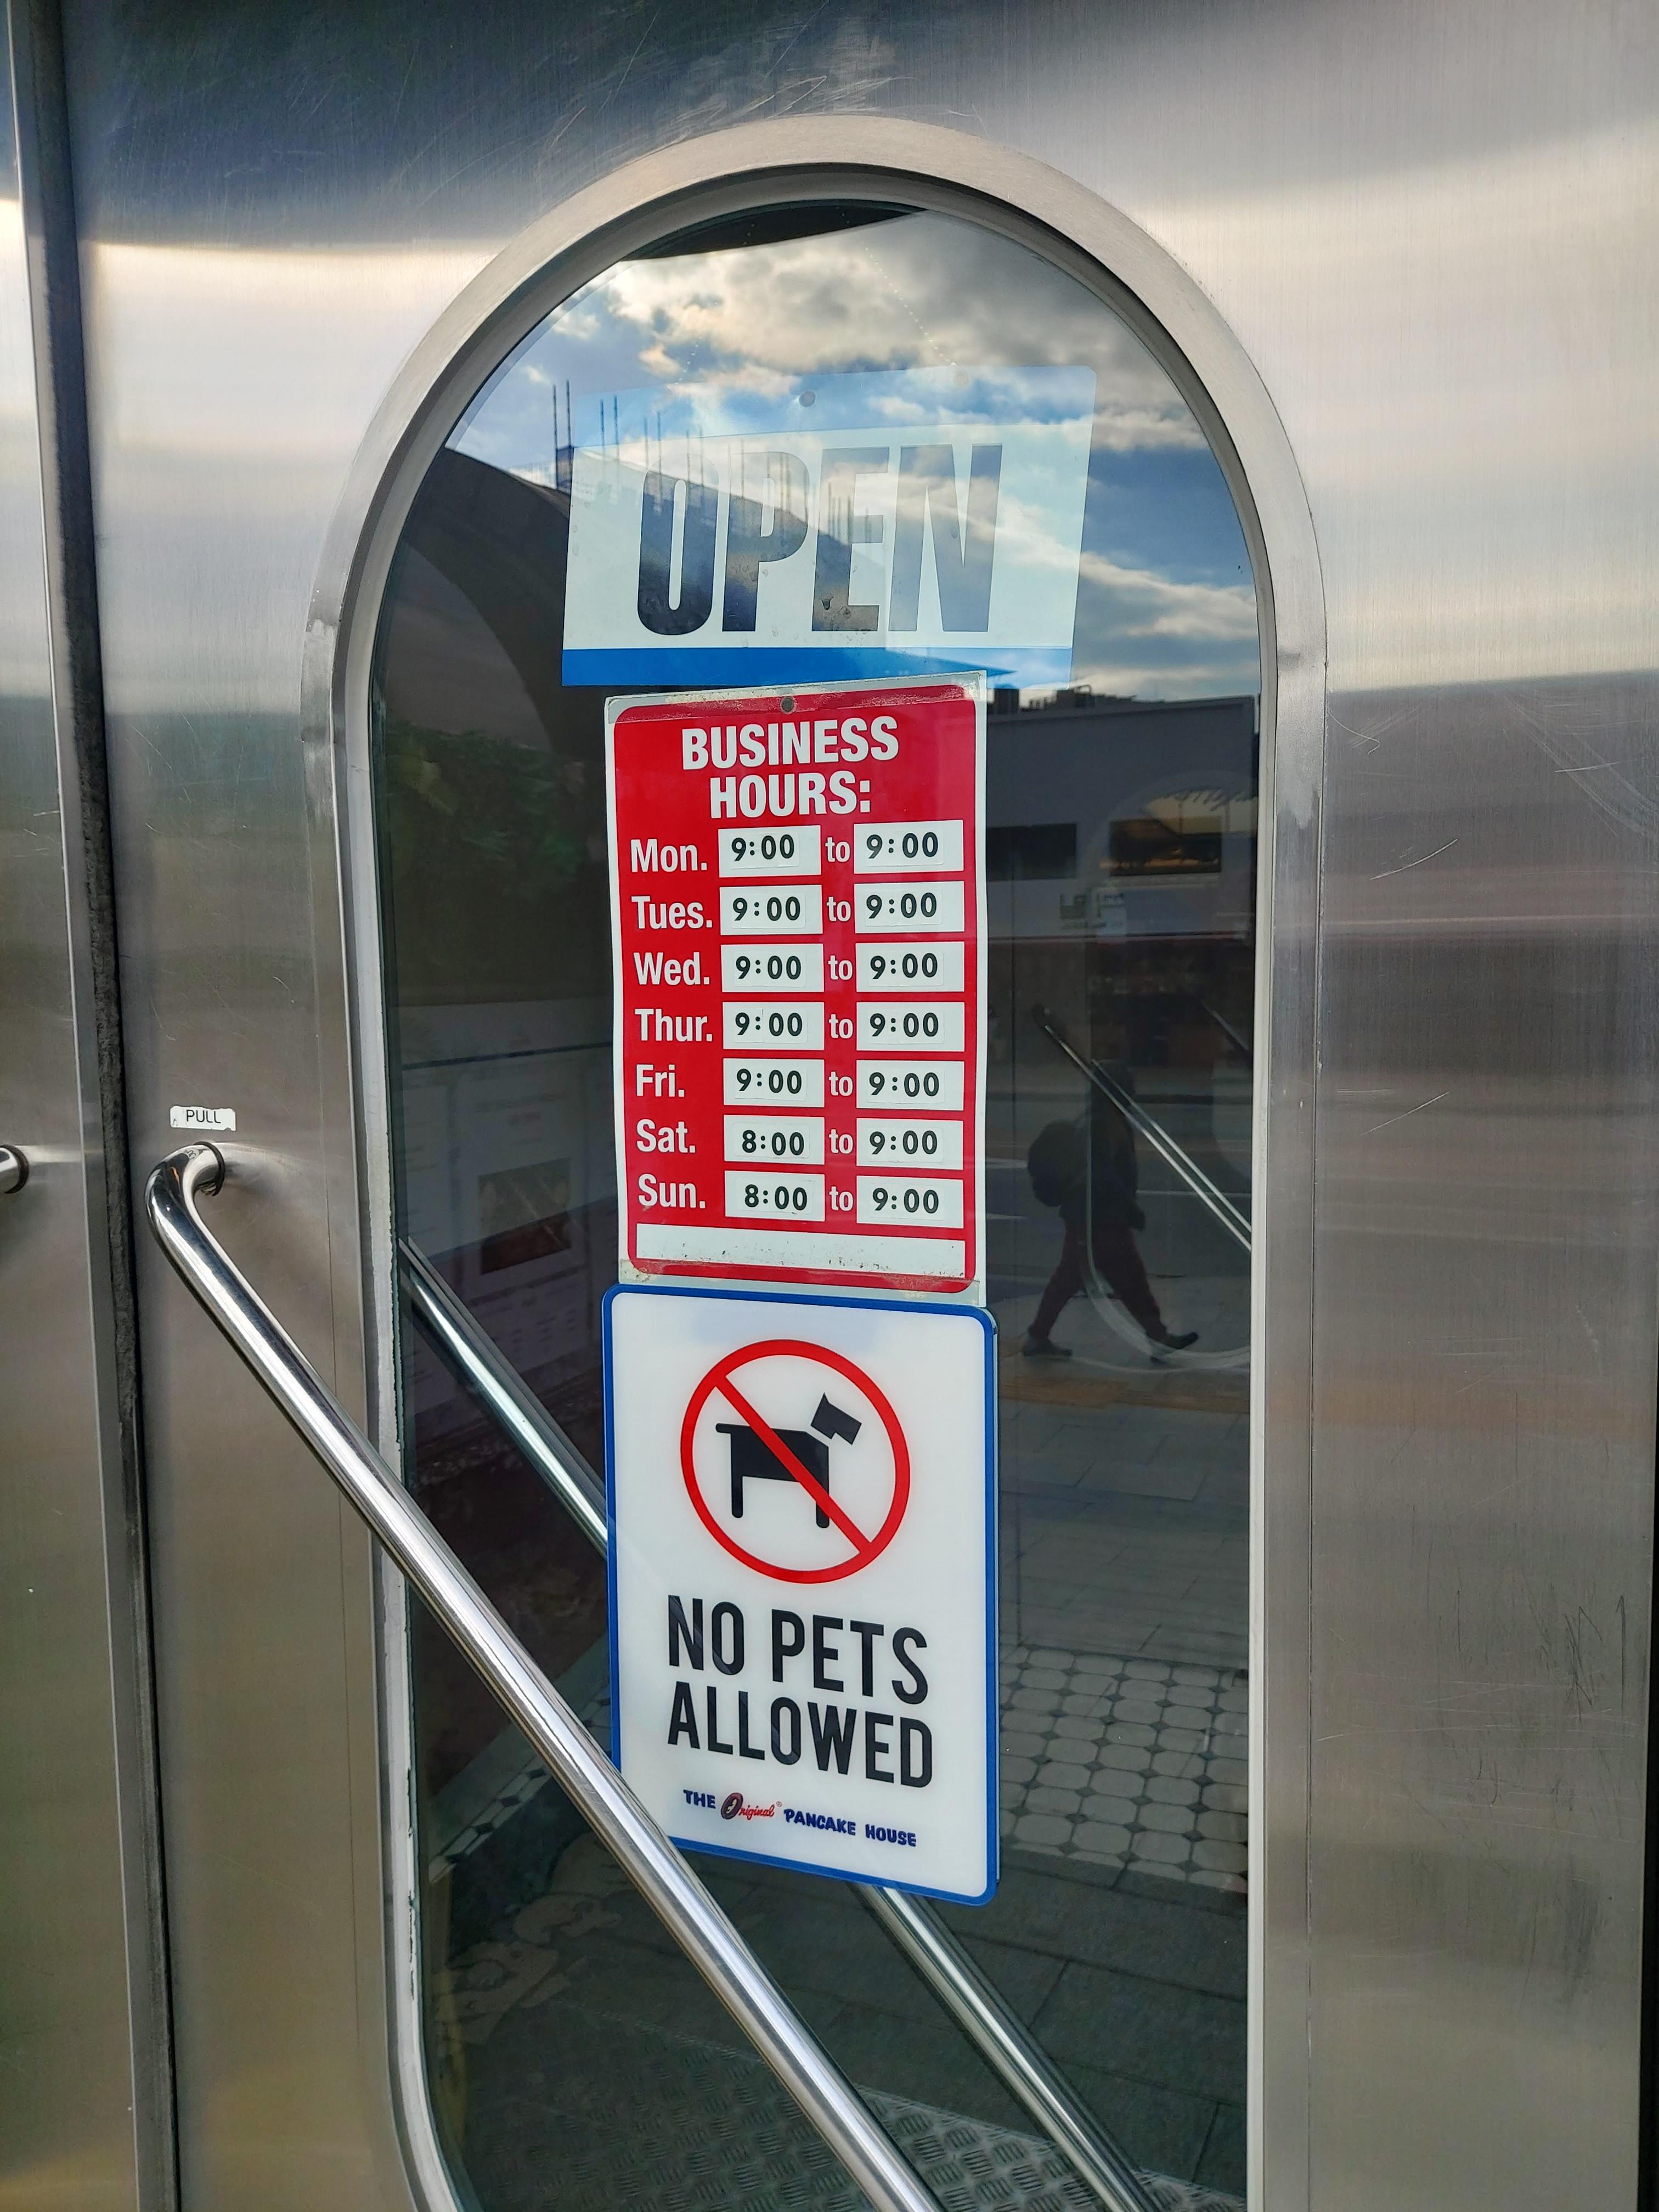 OPEN
BUSINESS
HOURS:
Mon. 9:00 to 9:00
Tues. 9:00 to 9:00
Wed. 9:00 to 9:00
Thur. 9:00 to 9:00
Fri. 9:00 to 9:00
Sat. 8:00 to 9:00
Sun. 8:00 to 9:00
PULL
NO PETS
ALLOWED
THE Original® PANCAKE HOUSE